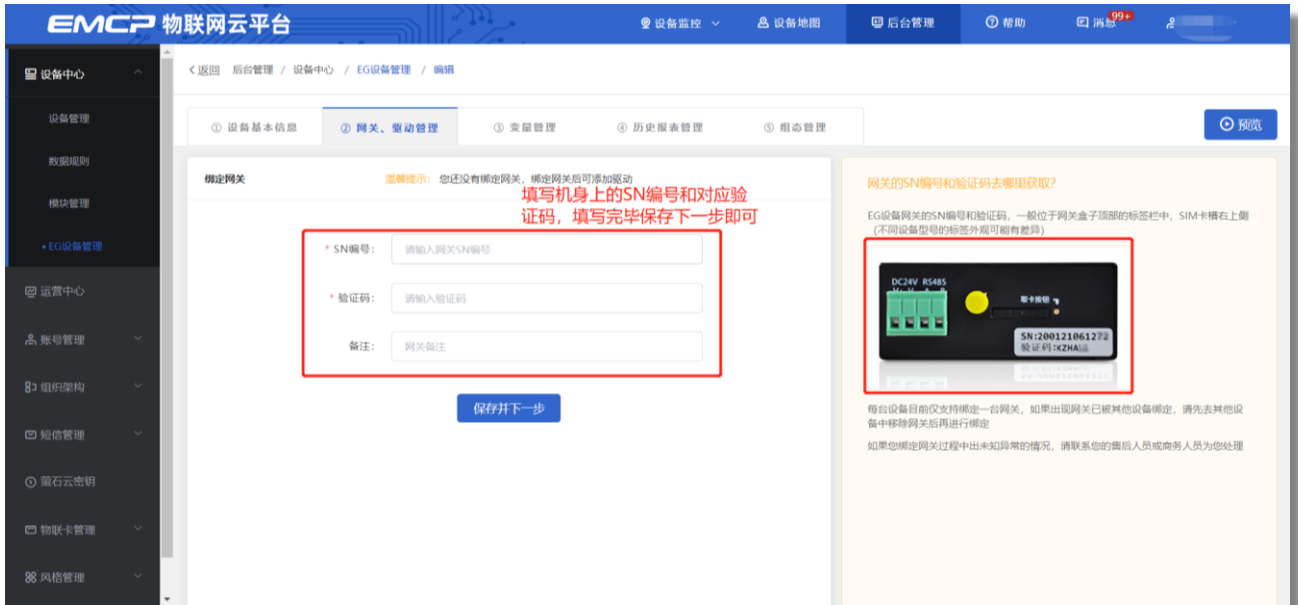 EMCP 物联网云平台
设备监控
设备地图
后台管理
帮助
消息
99+
设备中心
设备管理
数据规则
模块管理
• EG设备管理
运营中心
账号管理
组织架构
短信管理
萤石云密钥
物联卡管理
风格管理
<返回 后台管理 / 设备中心 / EG设备管理 / 编辑
① 设备基本信息
② 网关、驱动管理
③ 变量管理
④ 历史报表管理
⑤ 组态管理
预览
绑定网关
温馨提示： 您还没有绑定网关，绑定网关后可添加驱动
填写机身上的SN编号和对应验
证码，填写完毕保存下一步即可
* SN编号： 请输入网关SN编号
* 验证码： 请输入验证码
备注： 网关备注
保存并下一步
网关的SN编号和验证码去哪里获取？
EG设备网关的SN编号和验证码，一般位于网关盒子顶部的标签栏中，SIM卡槽右上侧
（不同设备型号的标签外观可能有差异）
DC24V RS485
V+ V- A B
取卡按钮
SN:2001210612
验证码:KZHA
每台设备目前仅支持绑定一台网关，如果出现网关已被其他设备绑定，请先去其他设
备中移除网关后再进行绑定
如果您绑定网关过程中出未知异常的情况，请联系您的售后人员或商务人员为您处理